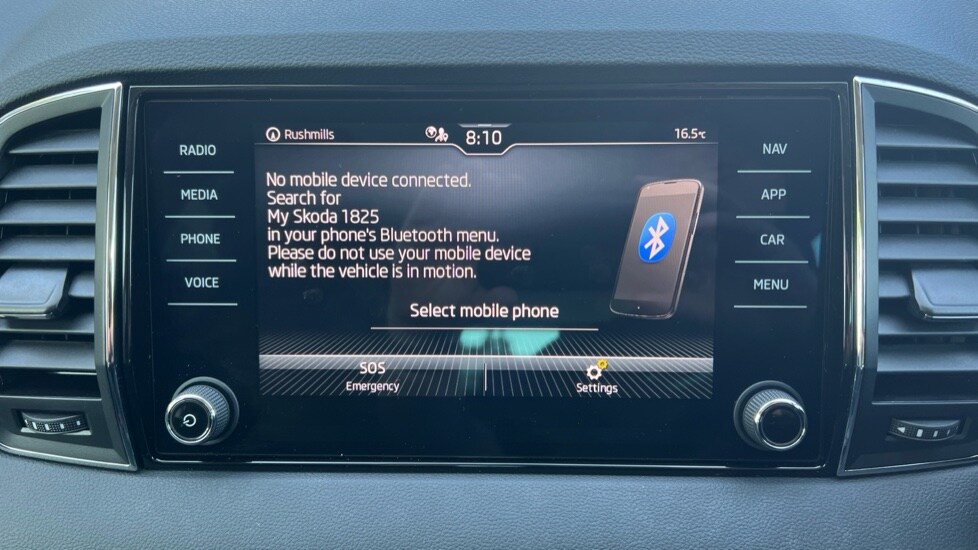 RADIO
MEDIA
PHONE
VOICE
Rushmills
8:10
16.5°c
No mobile device connected.
Search for
My Skoda 1825
in your phone's Bluetooth menu.
Please do not use your mobile device
while the vehicle is in motion.
Select mobile phone
SOS
Emergency
Settings
NAV
APP
CAR
MENU